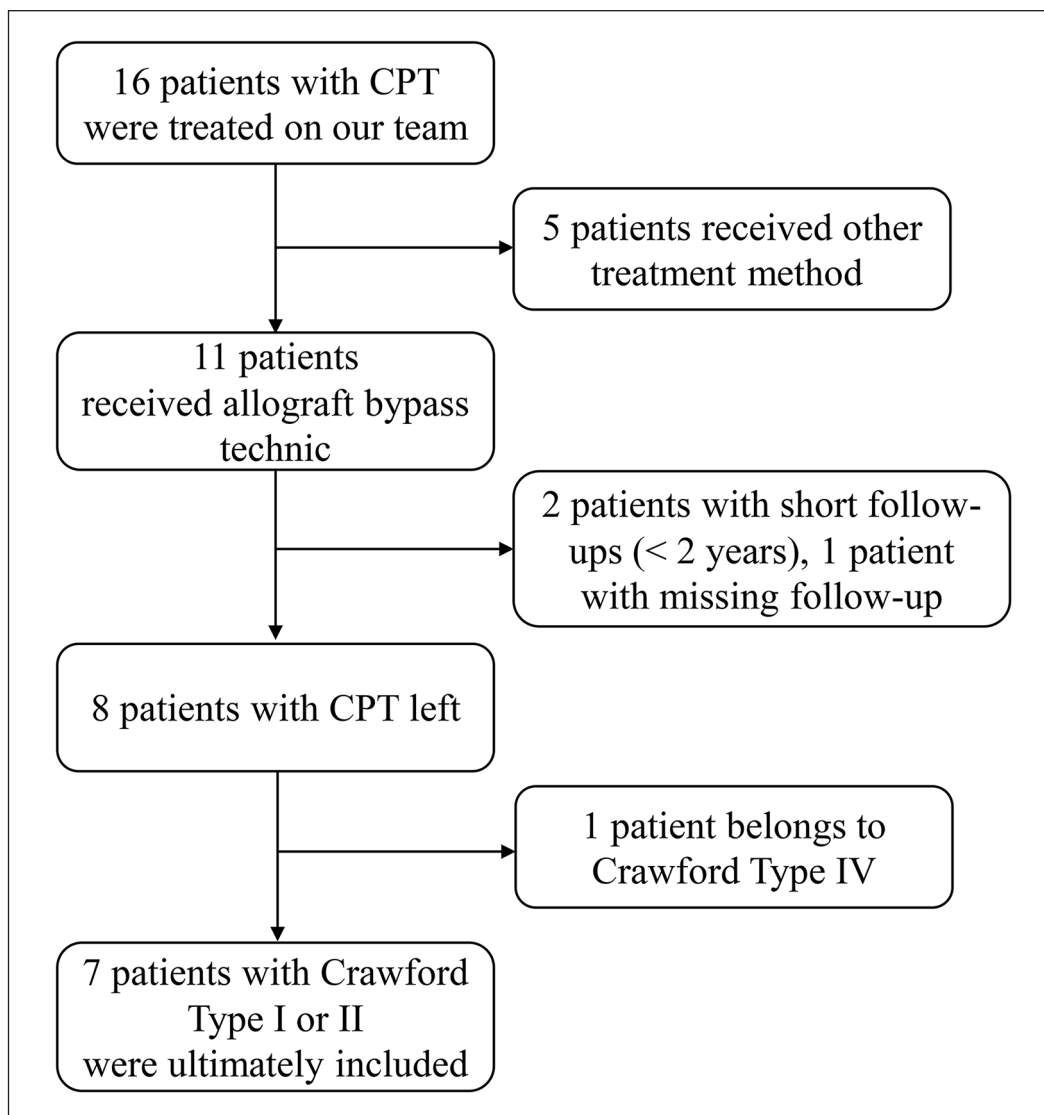 16 patients with CPT
were treated on our team
5 patients received other
treatment method
11 patients
received allograft bypass
technic
2 patients with short follow-
ups (< 2 years), 1 patient
with missing follow-up
8 patients with CPT left
1 patient belongs to
Crawford Type IV
7 patients with Crawford
Type I or II
were ultimately included